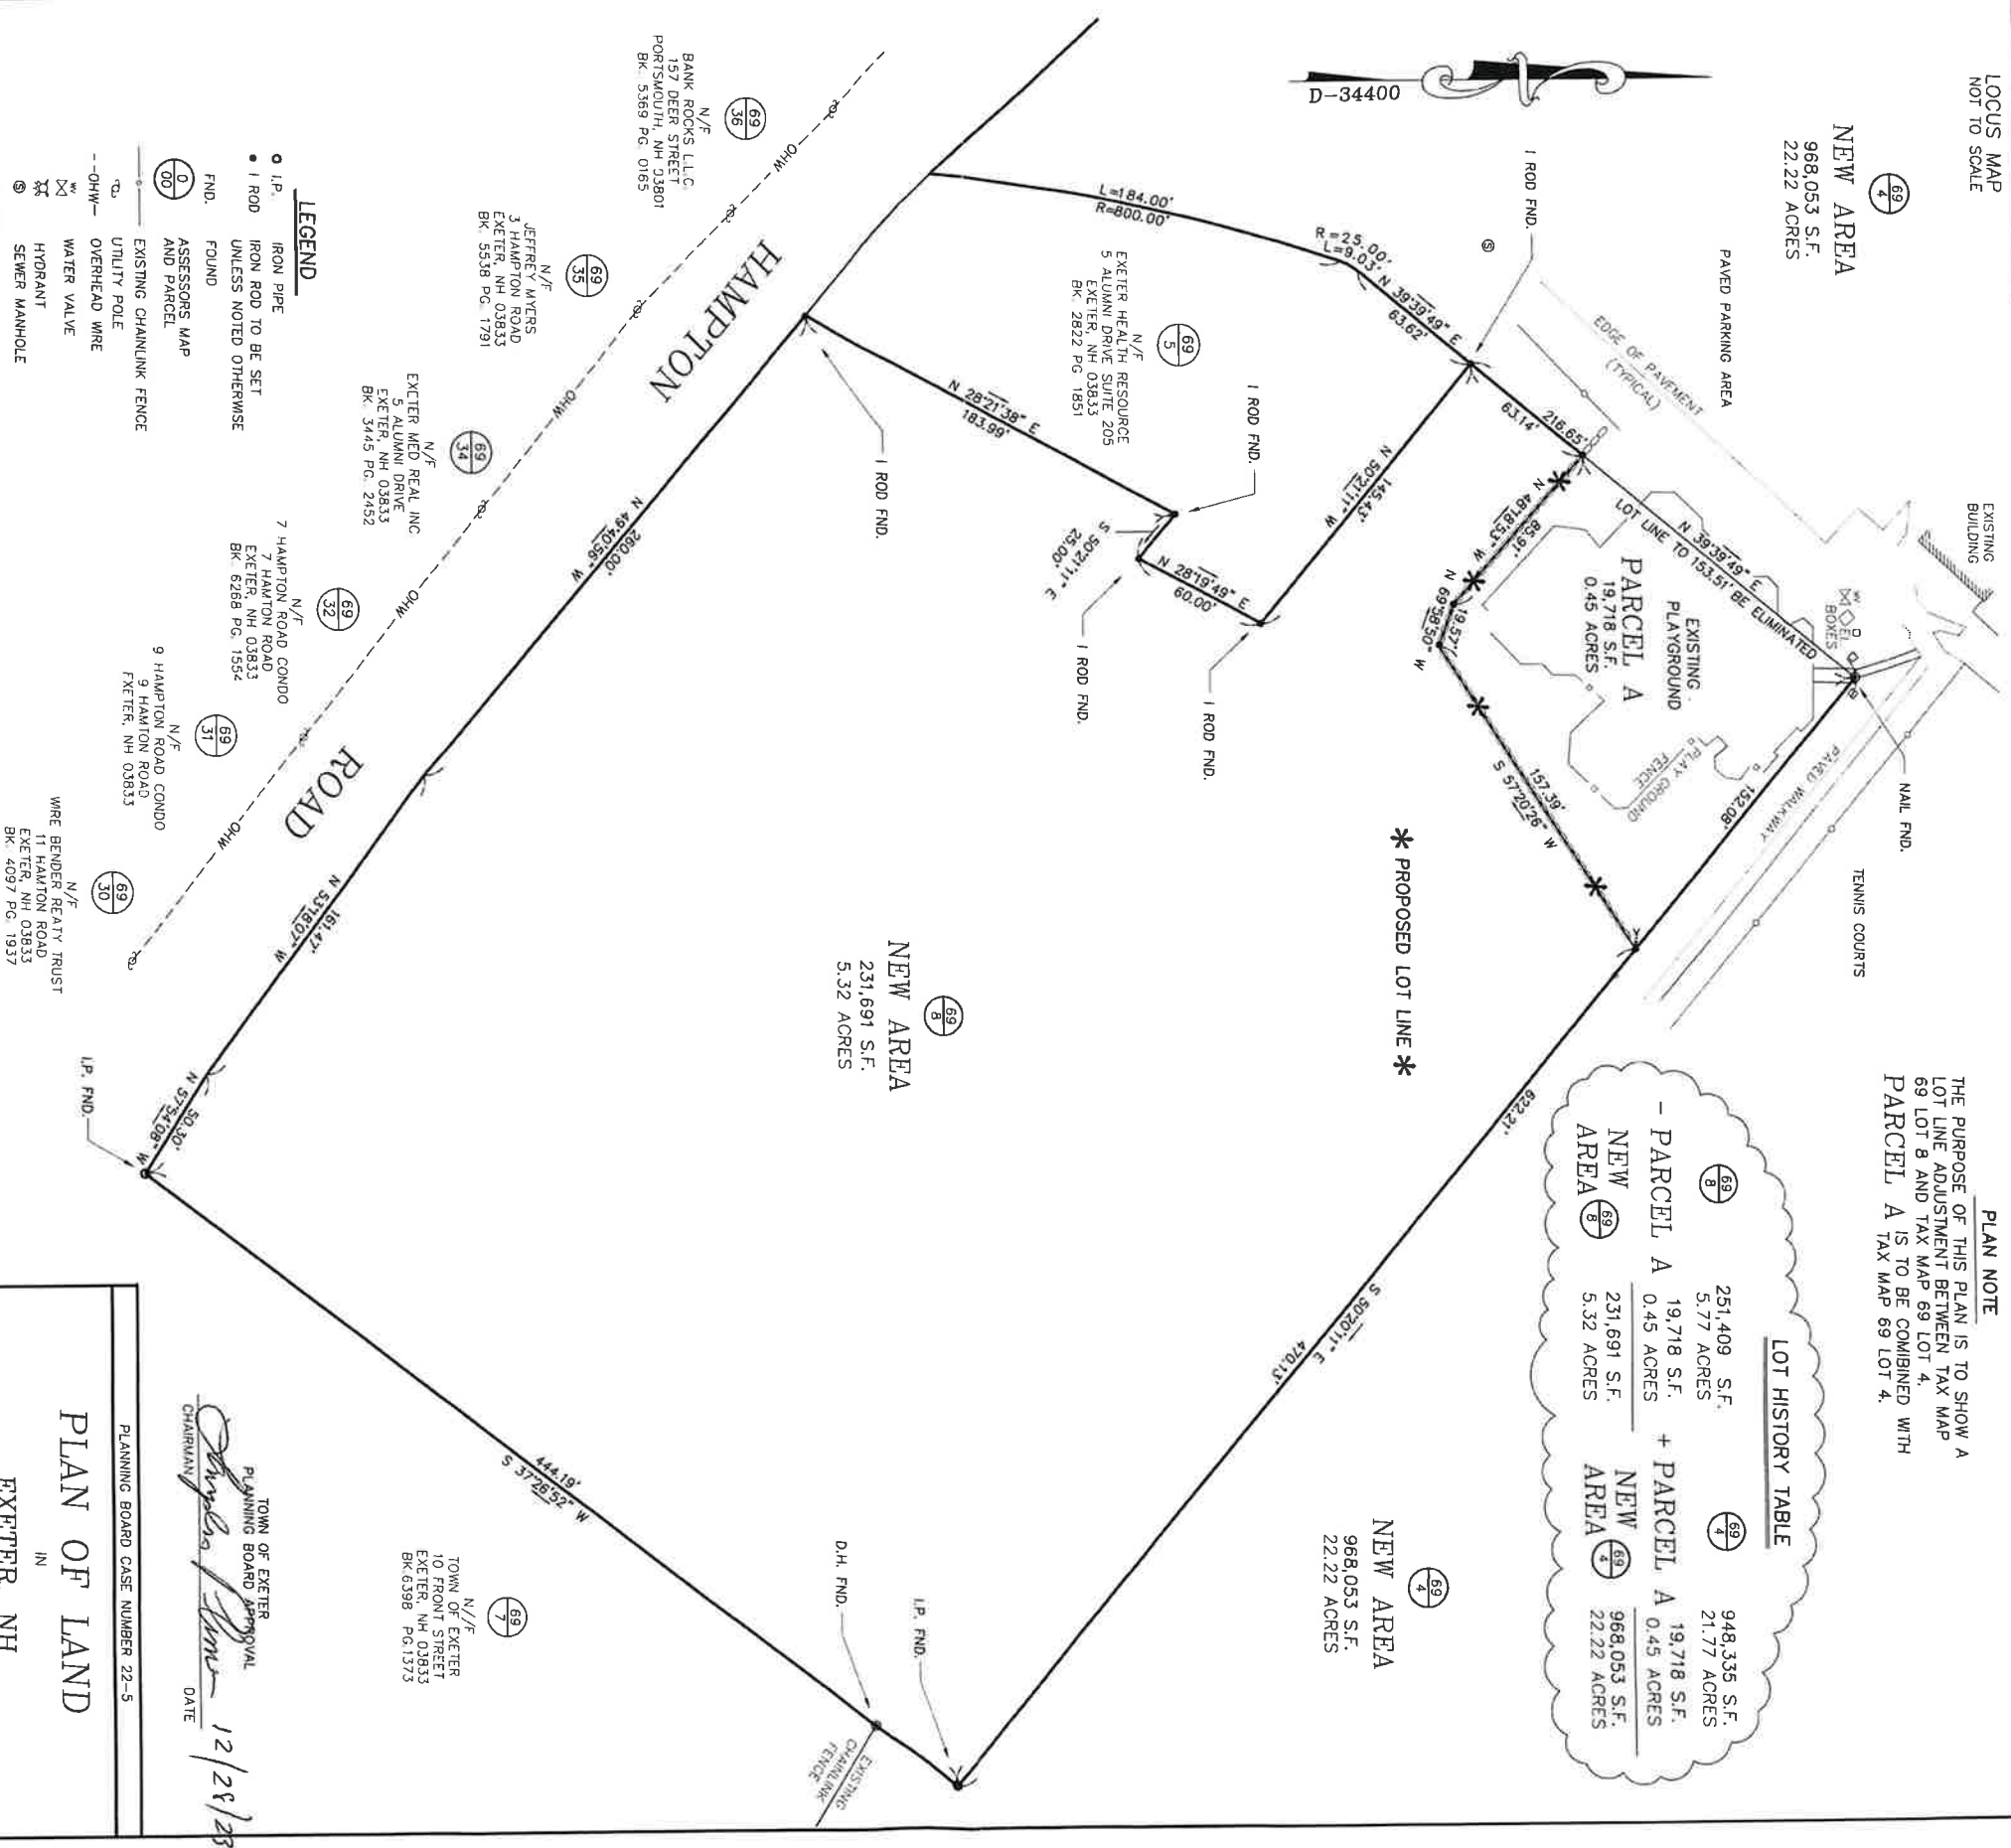 LOCUS MAP
NOT TO SCALE
69
4
NEW AREA
968,053 S.F.
22.22 ACRES
D-34400
PLAN NOTE
THE PURPOSE OF THIS PLAN IS TO SHOW A
LOT LINE ADJUSTMENT BETWEEN TAX MAP
69 LOT 8 AND TAX MAP 69 LOT 4.
PARCEL A IS TO BE COMIBINED WITH
TAX MAP 69 LOT 4.
LOT HISTORY TABLE
69
8
251,409 S.F.
5.77 ACRES
- PARCEL A
19,718 S.F.
0.45 ACRES
NEW
AREA
69
8
231,691 S.F.
5.32 ACRES
69
4
948,335 S.F.
21.77 ACRES
+ PARCEL A
19,718 S.F.
0.45 ACRES
NEW
AREA
69
4
968,053 S.F.
22.22 ACRES
EXISTING
BUILDING
PAVED PARKING AREA
EDGE OF PAVEMENT
(TYPICAL)
W
D
EL
BOXES
NAIL FND.
TENNIS COURTS
PAVED WALKWAY
EXISTING
PLAYGROUND
PARCEL A
19,718 S.F.
0.45 ACRES
PLAY GROUND
FENCE
N 39°39'49" E
LOT LINE TO 153.51' BE ELIMINATED
216.65'
63.14'
152.08'
85.91'
N 48°18'53" W
19.57'
N 69°58'50" W
157.39'
S 57°20'26" W
* PROPOSED LOT LINE *
622.21'
S 50°20'11" E
470.13'
I ROD FND.
S
N 39°39'49" E
63.62'
R=25.00'
L=9.03'
L=184.00'
R=800.00'
N 50°21'11" W
145.43'
I ROD FND.
69
5
N/F
EXETER HEALTH RESOURCE
5 ALUMNI DRIVE SUITE 205
EXETER, NH 03833
BK. 2822 PG 1851
N 28°19'49" E
60.00'
I ROD FND.
S 50°21'11" E
25.00'
I ROD FND.
N 28°21'38" E
183.99'
I ROD FND.
69
8
NEW AREA
231,691 S.F.
5.32 ACRES
69
4
NEW AREA
968,053 S.F.
22.22 ACRES
I.P. FND.
D.H. FND.
EXISTING
CHAINLINK
FENCE
444.19'
S 37°26'52" W
69
7
N//F
TOWN OF EXETER
10 FRONT STREET
EXETER, NH 03833
BK.6398 PG.1373
HAMPTON
ROAD
260.00'
N 49°40'56" W
161.47'
N 53°18'07" W
50.30'
N 57°54'08" W
I.P. FND.
OHW
OHW
OHW
OHW
69
36
N/F
BANK ROCKS L.L.C.
157 DEER STREET
PORTSMOUTH, NH 03801
BK. 5369 PG. 0165
69
35
N/F
JEFFREY MYERS
3 HAMPTON ROAD
EXETER, NH 03833
BK. 5538 PG. 1791
69
34
N/F
EXETER MED REAL INC
5 ALUMNI DRIVE
EXETER, NH 03833
BK. 3445 PG. 2452
69
32
N/F
7 HAMPTON ROAD CONDO
7 HAMTON ROAD
EXETER, NH 03833
BK. 6268 PG. 1554
69
31
N/F
9 HAMPTON ROAD CONDO
9 HAMTON ROAD
EXETER, NH 03833
69
30
N/F
WIRE BENDER REATY TRUST
11 HAMTON ROAD
EXETER, NH 03833
BK. 4097 PG. 1937
LEGEND
I.P. IRON PIPE
I ROD IRON ROD TO BE SET
UNLESS NOTED OTHERWISE
FND. FOUND
D
00
ASSESSORS MAP
AND PARCEL
EXISTING CHAINLINK FENCE
UTILITY POLE
--OHW-- OVERHEAD WIRE
WV WATER VALVE
HYDRANT
S SEWER MANHOLE
TOWN OF EXETER
PLANNING BOARD APPROVAL
12/28/23
CHAIRMAN DATE
PLANNING BOARD CASE NUMBER 22-5
PLAN OF LAND
IN
EXETER, NH